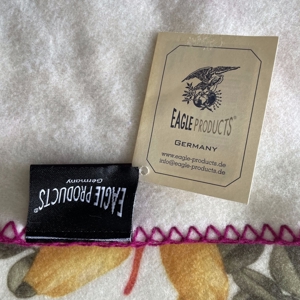 EAGLE PRODUCTS®
GERMANY
www.eagle-products.de
info@eagle-products.de
EAGLE PRODUCTS®
Germany